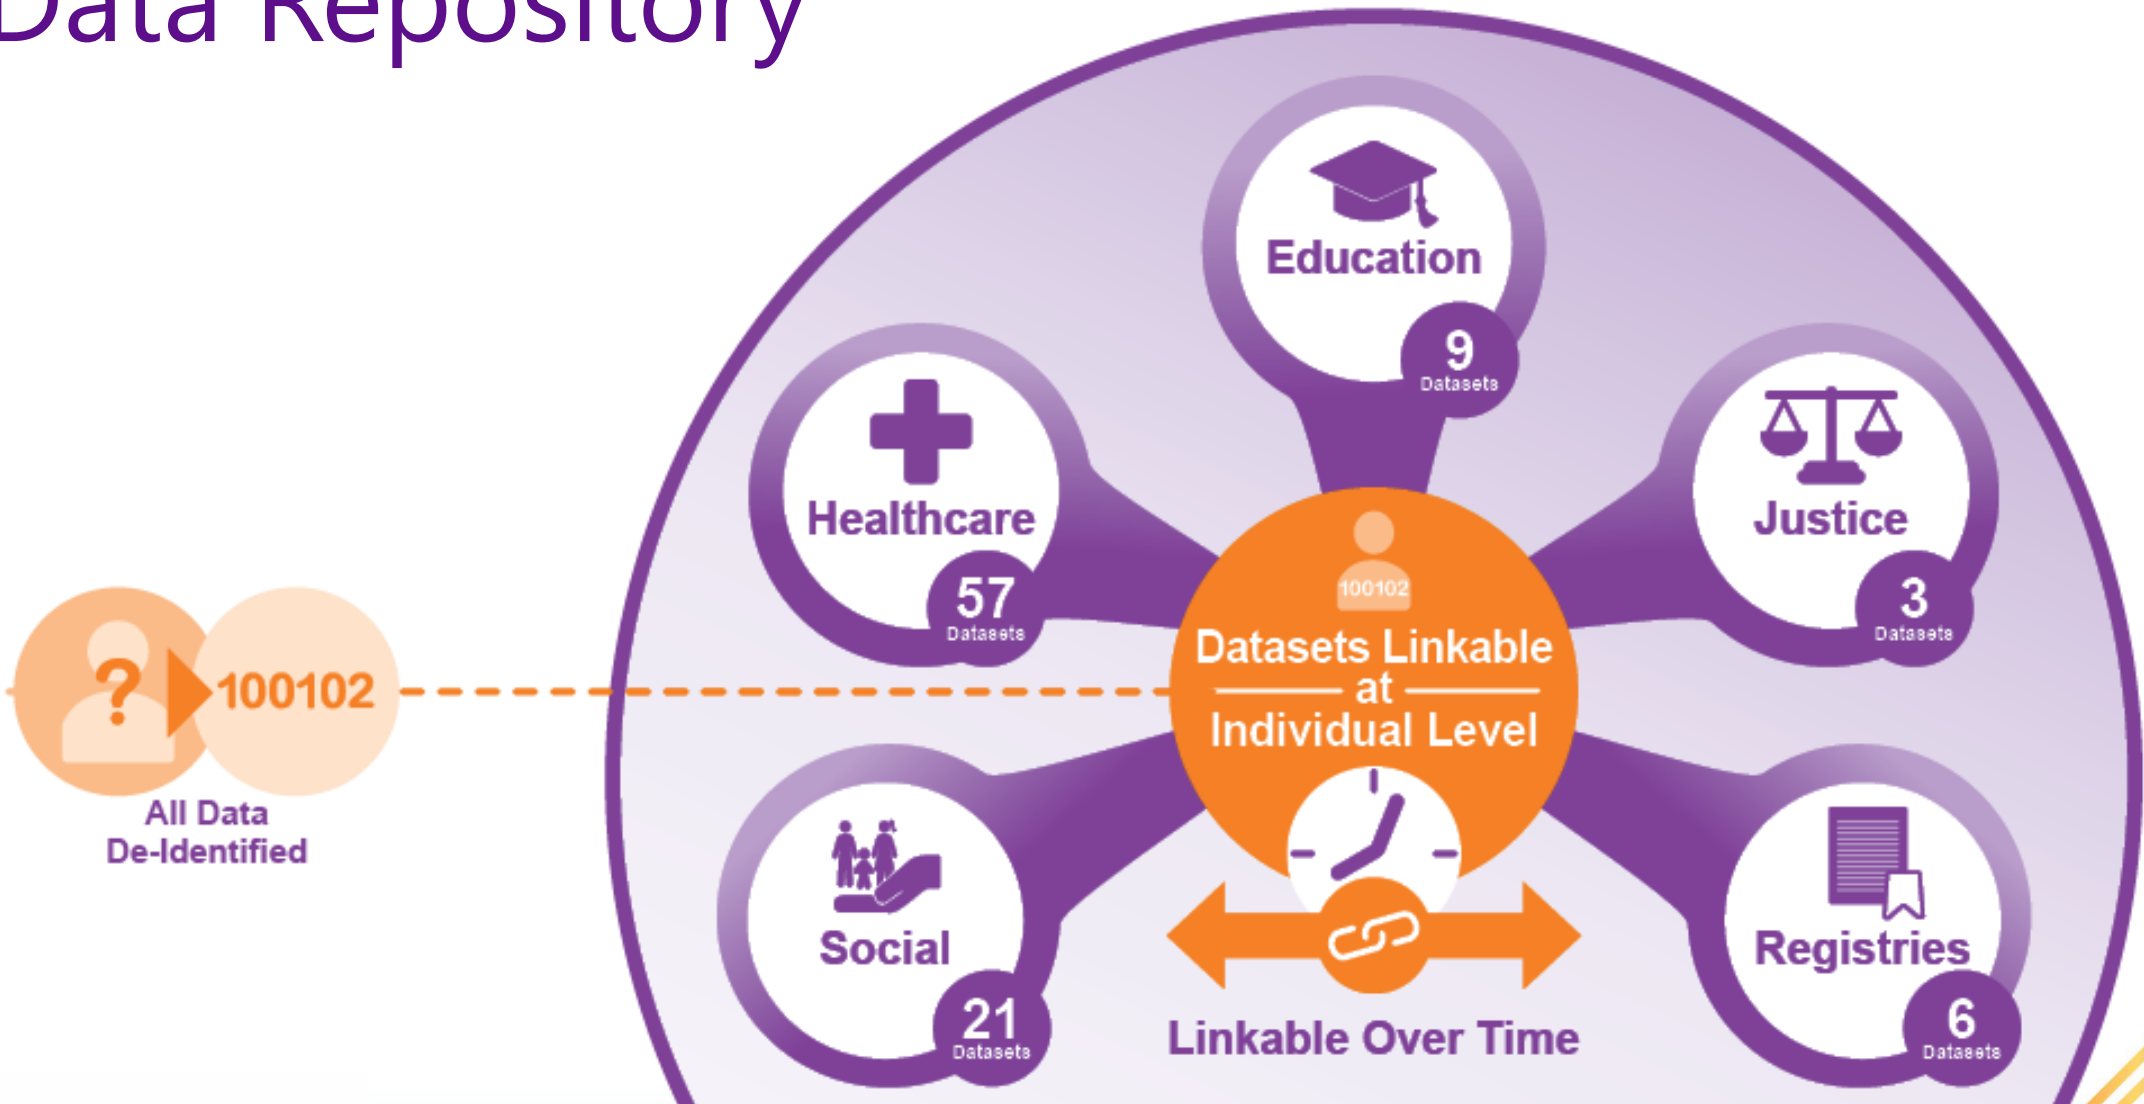 Data Repository
Education
9
Datasets
Healthcare
57
Datasets
Justice
3
Datasets
100102
Datasets Linkable
at
Individual Level
?
100102
All Data
De-Identified
Social
21
Datasets
Registries
6
Datasets
Linkable Over Time